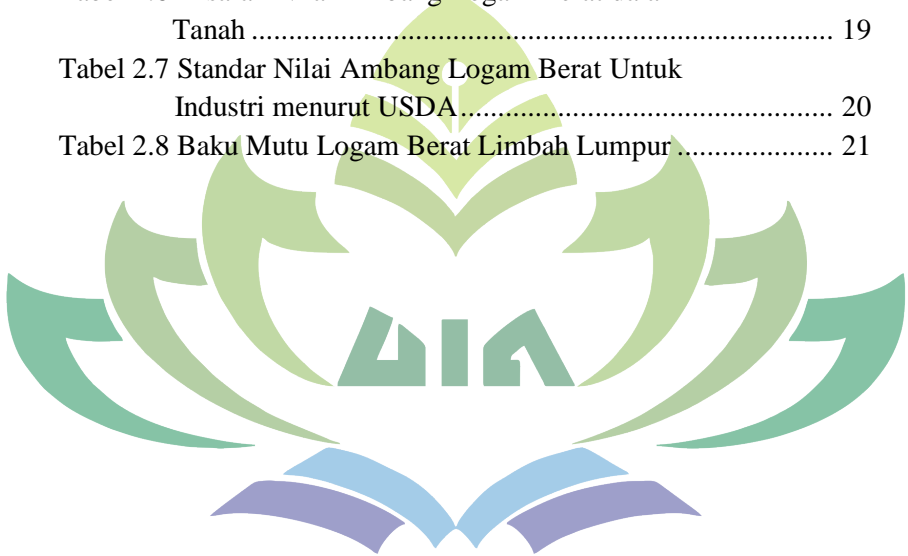 Tanah ............................................................................... 19
Tabel 2.7 Standar Nilai Ambang Logam Berat Untuk
Industri menurut USDA................................................... 20
Tabel 2.8 Baku Mutu Logam Berat Limbah Lumpur ..................... 21
UIN